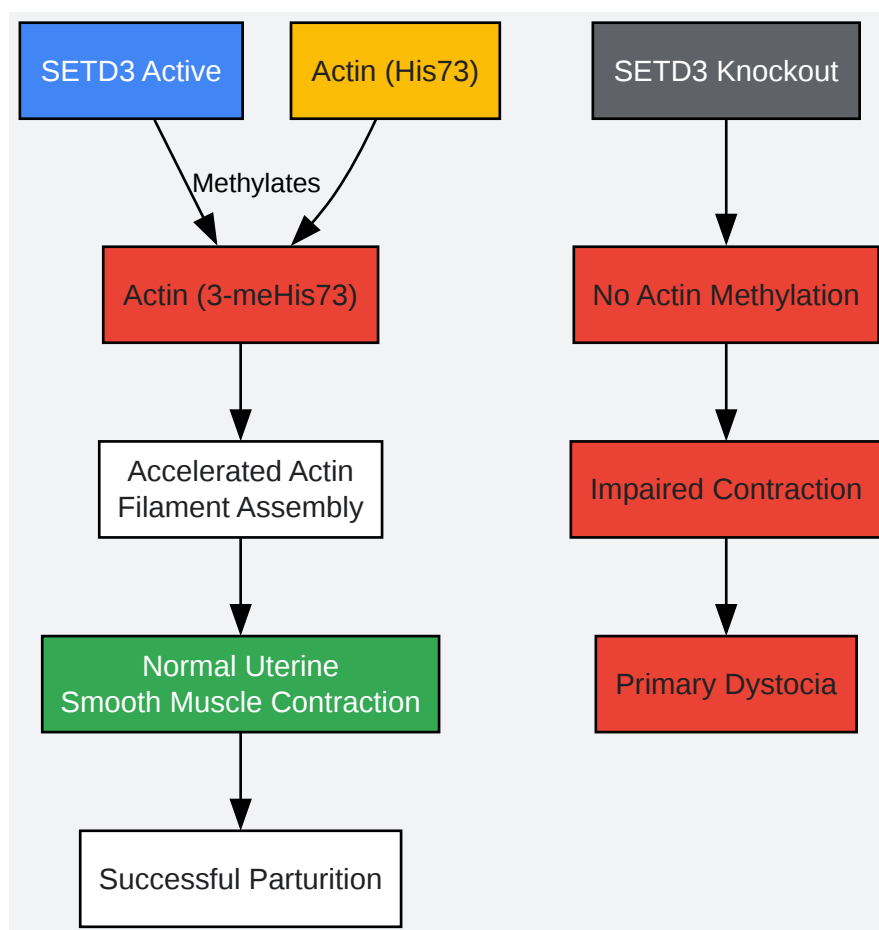 SETD3 Active
Actin (His73)
SETD3 Knockout
Methylates
Actin (3-meHis73)
No Actin Methylation
Accelerated Actin
Filament Assembly
Impaired Contraction
Normal Uterine
Smooth Muscle Contraction
Primary Dystocia
Successful Parturition